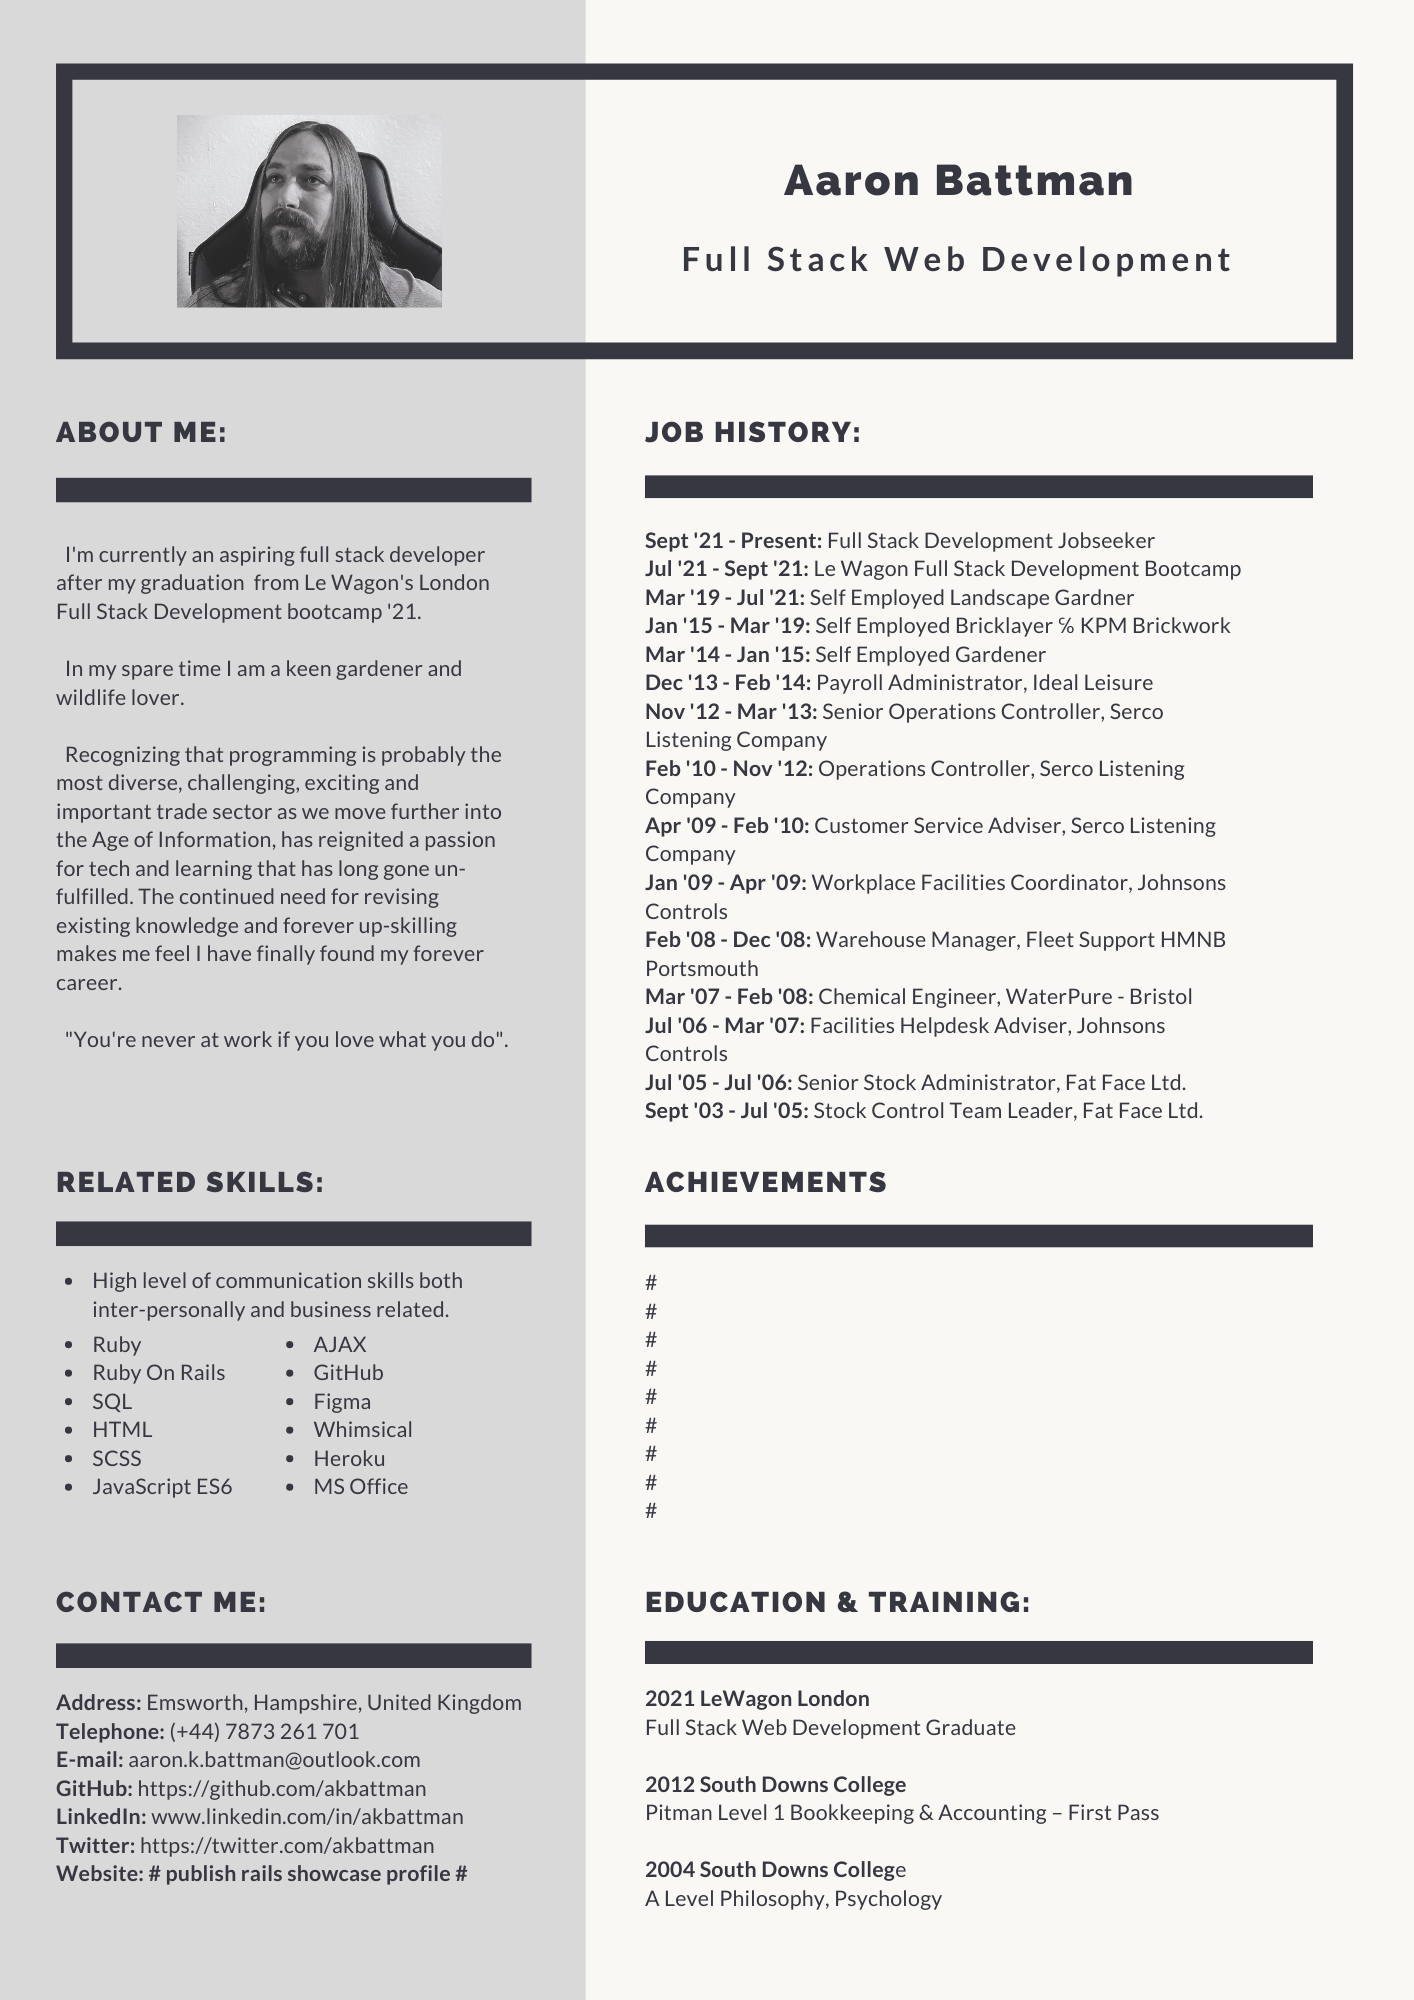 Aaron Battman
Full Stack Web Development
ABOUT ME:
I'm currently an aspiring full stack developer
after my graduation from Le Wagon's London
Full Stack Development bootcamp '21.
In my spare time I am a keen gardener and
wildlife lover.
Recognizing that programming is probably the
most diverse, challenging, exciting and
important trade sector as we move further into
the Age of Information, has reignited a passion
for tech and learning that has long gone un-
fulfilled. The continued need for revising
existing knowledge and forever up-skilling
makes me feel I have finally found my forever
career.
"You're never at work if you love what you do".
RELATED SKILLS:
• High level of communication skills both
inter-personally and business related.
• Ruby
• Ruby On Rails
• SQL
• HTML
• SCSS
• JavaScript ES6
• AJAX
• GitHub
• Figma
• Whimsical
• Heroku
• MS Office
CONTACT ME:
Address: Emsworth, Hampshire, United Kingdom
Telephone: (+44) 7873 261 701
E-mail: aaron.k.battman@outlook.com
GitHub: https://github.com/akbattman
LinkedIn: www.linkedin.com/in/akbattman
Twitter: https://twitter.com/akbattman
Website: # publish rails showcase profile #
JOB HISTORY:
Sept '21 - Present: Full Stack Development Jobseeker
Jul '21 - Sept '21: Le Wagon Full Stack Development Bootcamp
Mar '19 - Jul '21: Self Employed Landscape Gardner
Jan '15 - Mar '19: Self Employed Bricklayer ℅ KPM Brickwork
Mar '14 - Jan '15: Self Employed Gardener
Dec '13 - Feb '14: Payroll Administrator, Ideal Leisure
Nov '12 - Mar '13: Senior Operations Controller, Serco
Listening Company
Feb '10 - Nov '12: Operations Controller, Serco Listening
Company
Apr '09 - Feb '10: Customer Service Adviser, Serco Listening
Company
Jan '09 - Apr '09: Workplace Facilities Coordinator, Johnsons
Controls
Feb '08 - Dec '08: Warehouse Manager, Fleet Support HMNB
Portsmouth
Mar '07 - Feb '08: Chemical Engineer, WaterPure - Bristol
Jul '06 - Mar '07: Facilities Helpdesk Adviser, Johnsons
Controls
Jul '05 - Jul '06: Senior Stock Administrator, Fat Face Ltd.
Sept '03 - Jul '05: Stock Control Team Leader, Fat Face Ltd.
ACHIEVEMENTS
#
#
#
#
#
#
#
#
#
EDUCATION & TRAINING:
2021 LeWagon London
Full Stack Web Development Graduate
2012 South Downs College
Pitman Level 1 Bookkeeping & Accounting – First Pass
2004 South Downs College
A Level Philosophy, Psychology